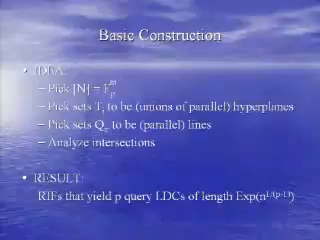 Basic Construction
• IDEA:
– Pick [N] = F_p^m
– Pick sets T_i to be (unions of parallel) hyperplanes
– Pick sets Q_x to be (parallel) lines
– Analyze intersections
• RESULT:
RIFs that yield p query LDCs of length Exp(n^1/(p-1))